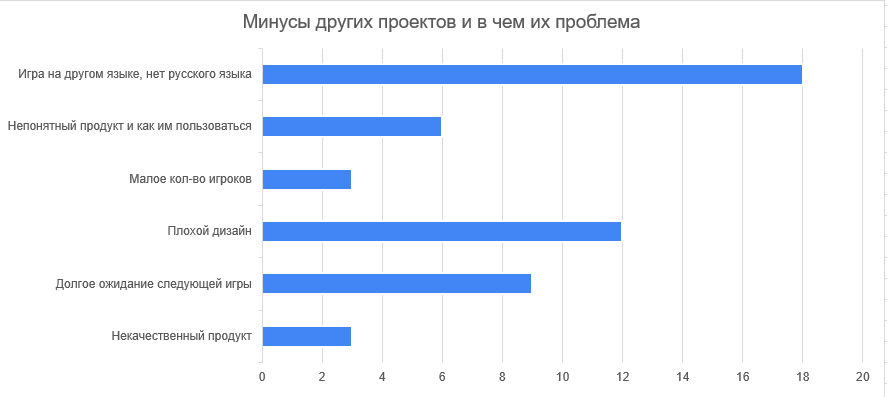 Минусы других проектов и в чем их проблема
Игра на другом языке, нет русского языка
Непонятный продукт и как им пользоваться
Малое кол-во игроков
Плохой дизайн
Долгое ожидание следующей игры
Некачественный продукт
0 2 4 6 8 10 12 14 16 18 20